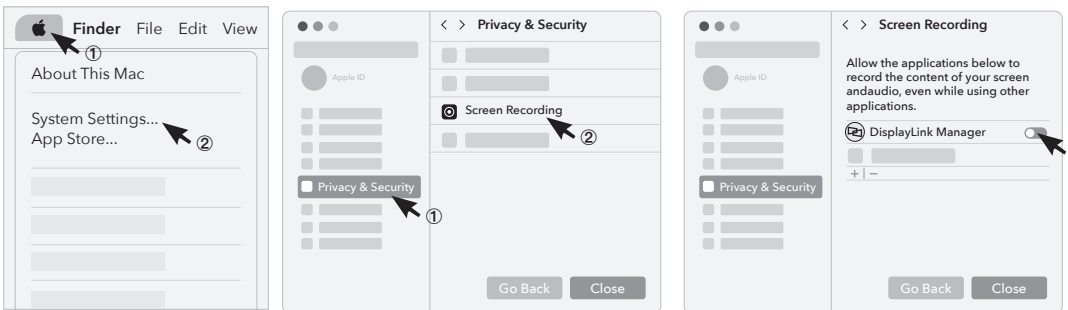 Finder File Edit View
①
About This Mac
System Settings...
②
App Store...
Privacy & Security
Apple ID
Screen Recording
②
Privacy & Security
①
Go Back Close
Screen Recording
Apple ID
Allow the applications below to
record the content of your screen
andaudio, even while using other
applications.
DisplayLink Manager
+ | −
Privacy & Security
Go Back Close